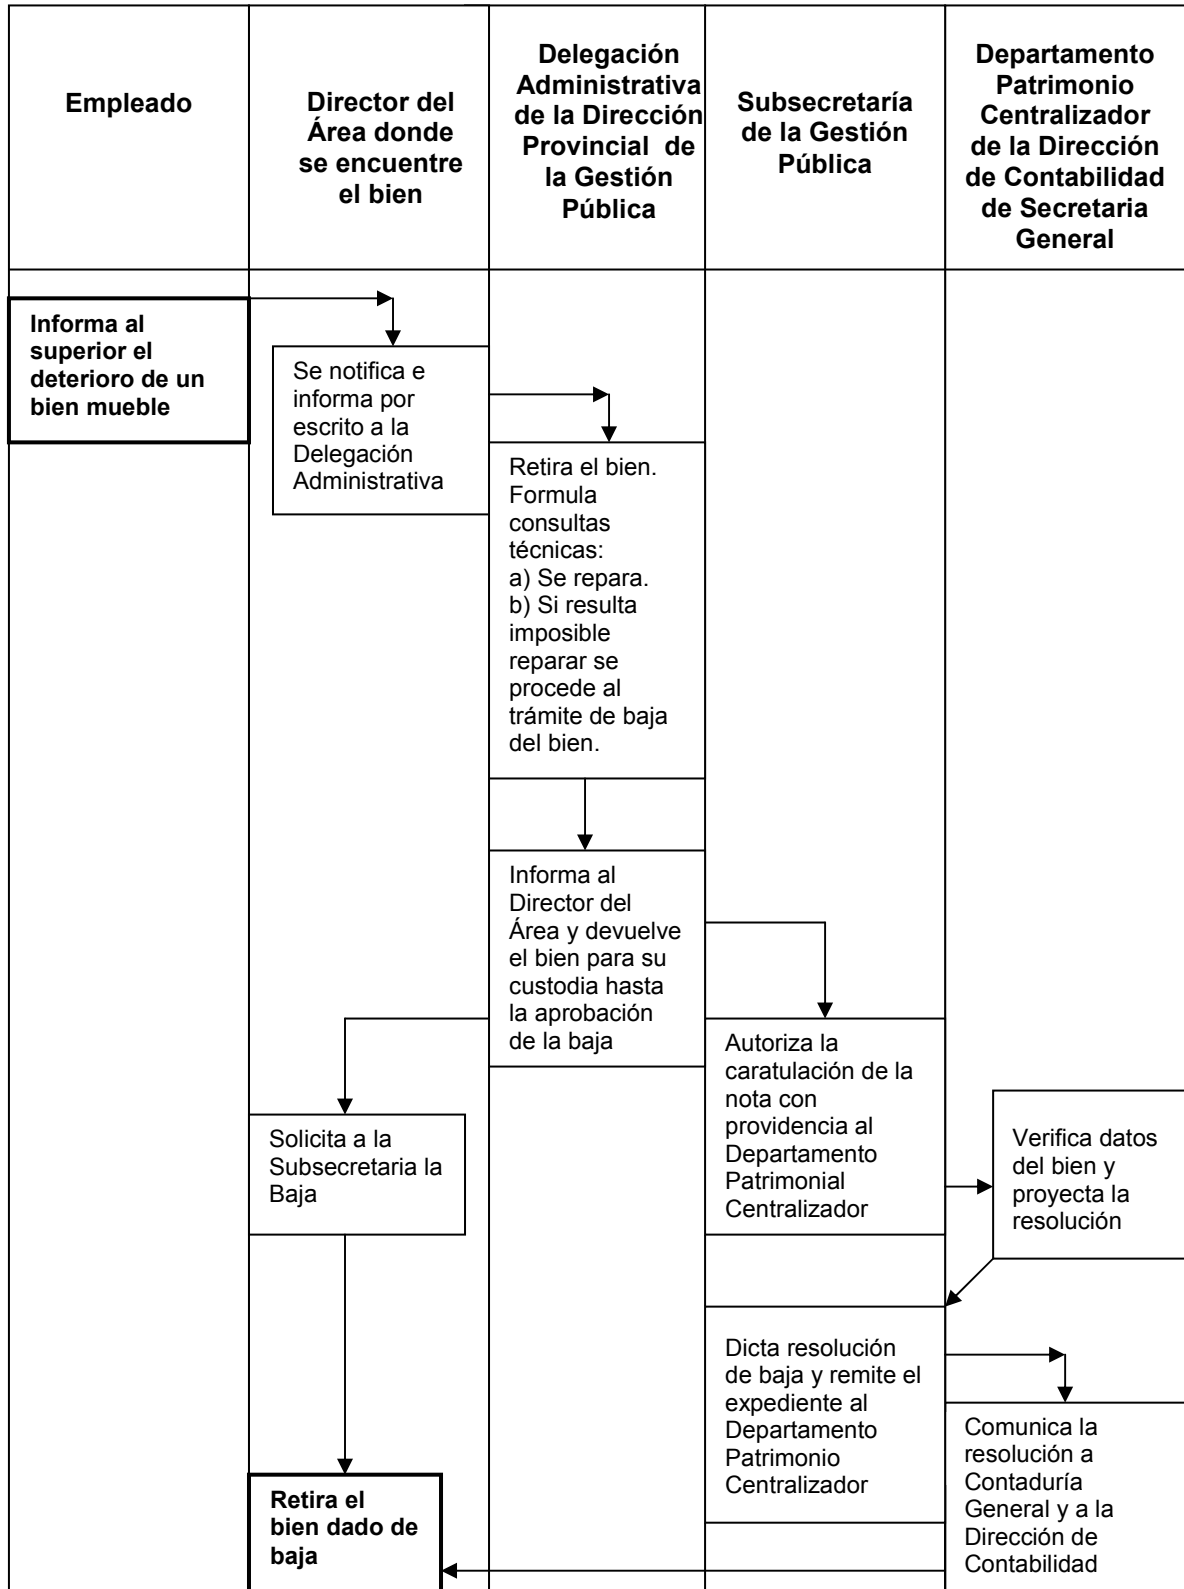 Empleado
Director del
Área donde
se encuentre
el bien
Delegación
Administrativa
de la Dirección
Provincial de
la Gestión
Pública
Subsecretaría
de la Gestión
Pública
Departamento
Patrimonio
Centralizador
de la Dirección
de Contabilidad
de Secretaria
General
Informa al
superior el
deterioro de un
bien mueble
Se notifica e
informa por
escrito a la
Delegación
Administrativa
Retira el bien.
Formula
consultas
técnicas:
a) Se repara.
b) Si resulta
imposible
reparar se
procede al
trámite de baja
del bien.
Informa al
Director del
Área y devuelve
el bien para su
custodia hasta
la aprobación
de la baja
Solicita a la
Subsecretaria la
Baja
Autoriza la
caratulación de la
nota con
providencia al
Departamento
Patrimonial
Centralizador
Verifica datos
del bien y
proyecta la
resolución
Dicta resolución
de baja y remite el
expediente al
Departamento
Patrimonio
Centralizador
Comunica la
resolución a
Contaduría
General y a la
Dirección de
Contabilidad
Retira el
bien dado de
baja